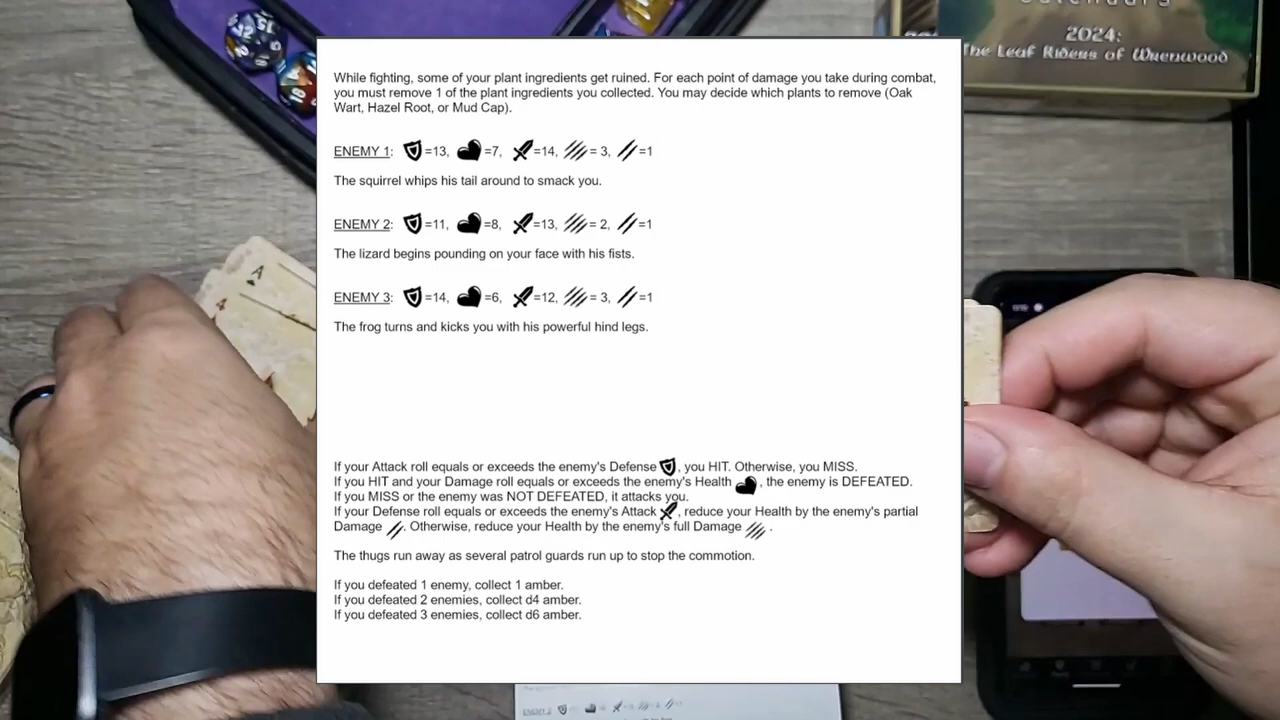 2024:
The Leaf Riders of Wrenwood
While fighting, some of your plant ingredients get ruined. For each point of damage you take during combat,
you must remove 1 of the plant ingredients you collected. You may decide which plants to remove (Oak
Wart, Hazel Root, or Mud Cap).
ENEMY 1: =13, =7, =14, = 3, =1
The squirrel whips his tail around to smack you.
ENEMY 2: =11, =8, =13, = 2, =1
The lizard begins pounding on your face with his fists.
ENEMY 3: =14, =6, =12, = 3, =1
The frog turns and kicks you with his powerful hind legs.
If your Attack roll equals or exceeds the enemy's Defense , you HIT. Otherwise, you MISS.
If you HIT and your Damage roll equals or exceeds the enemy's Health , the enemy is DEFEATED.
If you MISS or the enemy was NOT DEFEATED, it attacks you.
If your Defense roll equals or exceeds the enemy's Attack , reduce your Health by the enemy's partial
Damage . Otherwise, reduce your Health by the enemy's full Damage .
The thugs run away as several patrol guards run up to stop the commotion.
If you defeated 1 enemy, collect 1 amber.
If you defeated 2 enemies, collect d4 amber.
If you defeated 3 enemies, collect d6 amber.
A
4